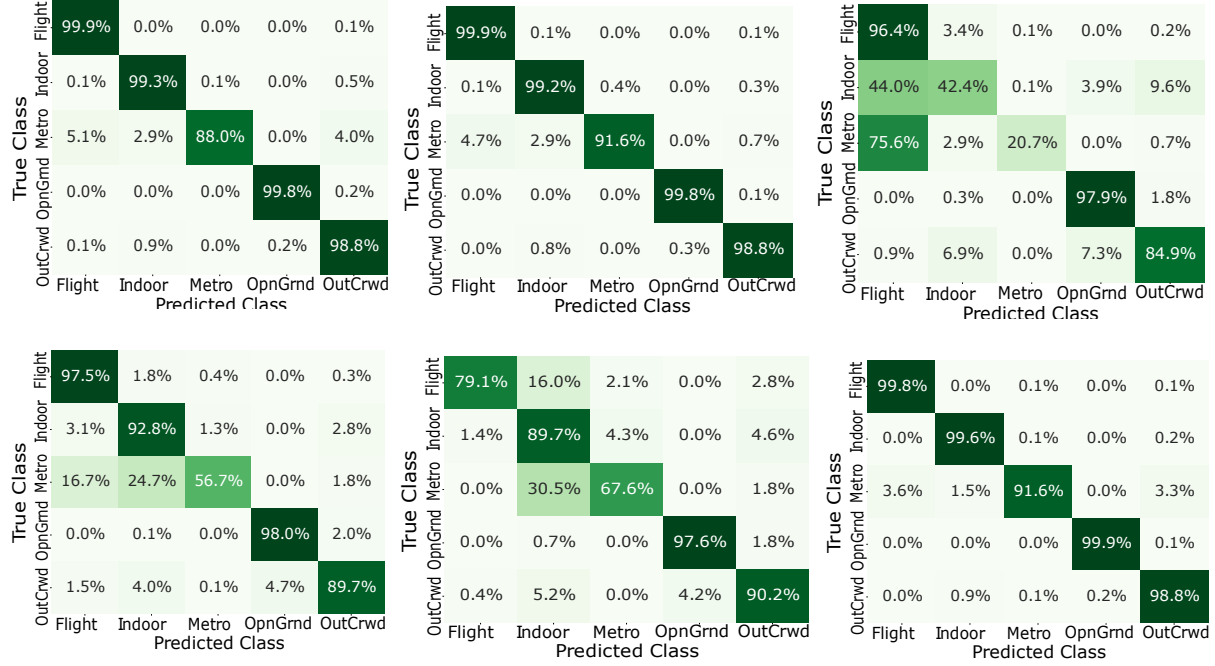 True Class
Flight 99.9% 0.0% 0.0% 0.0% 0.1%
Indoor 0.1% 99.3% 0.1% 0.0% 0.5%
Metro 5.1% 2.9% 88.0% 0.0% 4.0%
OpnGrnd 0.0% 0.0% 0.0% 99.8% 0.2%
OutCrwd 0.1% 0.9% 0.0% 0.2% 98.8%
Flight Indoor Metro OpnGrnd OutCrwd
Predicted Class
True Class
Flight 99.9% 0.1% 0.0% 0.0% 0.1%
Indoor 0.1% 99.2% 0.4% 0.0% 0.3%
Metro 4.7% 2.9% 91.6% 0.0% 0.7%
OpnGrnd 0.0% 0.0% 0.0% 99.8% 0.1%
OutCrwd 0.0% 0.8% 0.0% 0.3% 98.8%
Flight Indoor Metro OpnGrnd OutCrwd
Predicted Class
True Class
Flight 96.4% 3.4% 0.1% 0.0% 0.2%
Indoor 44.0% 42.4% 0.1% 3.9% 9.6%
Metro 75.6% 2.9% 20.7% 0.0% 0.7%
OpnGrnd 0.0% 0.3% 0.0% 97.9% 1.8%
OutCrwd 0.9% 6.9% 0.0% 7.3% 84.9%
Flight Indoor Metro OpnGrnd OutCrwd
Predicted Class
True Class
Flight 97.5% 1.8% 0.4% 0.0% 0.3%
Indoor 3.1% 92.8% 1.3% 0.0% 2.8%
Metro 16.7% 24.7% 56.7% 0.0% 1.8%
OpnGrnd 0.0% 0.1% 0.0% 98.0% 2.0%
OutCrwd 1.5% 4.0% 0.1% 4.7% 89.7%
Flight Indoor Metro OpnGrnd OutCrwd
Predicted Class
True Class
Flight 79.1% 16.0% 2.1% 0.0% 2.8%
Indoor 1.4% 89.7% 4.3% 0.0% 4.6%
Metro 0.0% 30.5% 67.6% 0.0% 1.8%
OpnGrnd 0.0% 0.7% 0.0% 97.6% 1.8%
OutCrwd 0.4% 5.2% 0.0% 4.2% 90.2%
Flight Indoor Metro OpnGrnd OutCrwd
Predicted Class
True Class
Flight 99.8% 0.0% 0.1% 0.0% 0.1%
Indoor 0.0% 99.6% 0.1% 0.0% 0.2%
Metro 3.6% 1.5% 91.6% 0.0% 3.3%
OpnGrnd 0.0% 0.0% 0.0% 99.9% 0.1%
OutCrwd 0.0% 0.9% 0.1% 0.2% 98.8%
Flight Indoor Metro OpnGrnd OutCrwd
Predicted Class